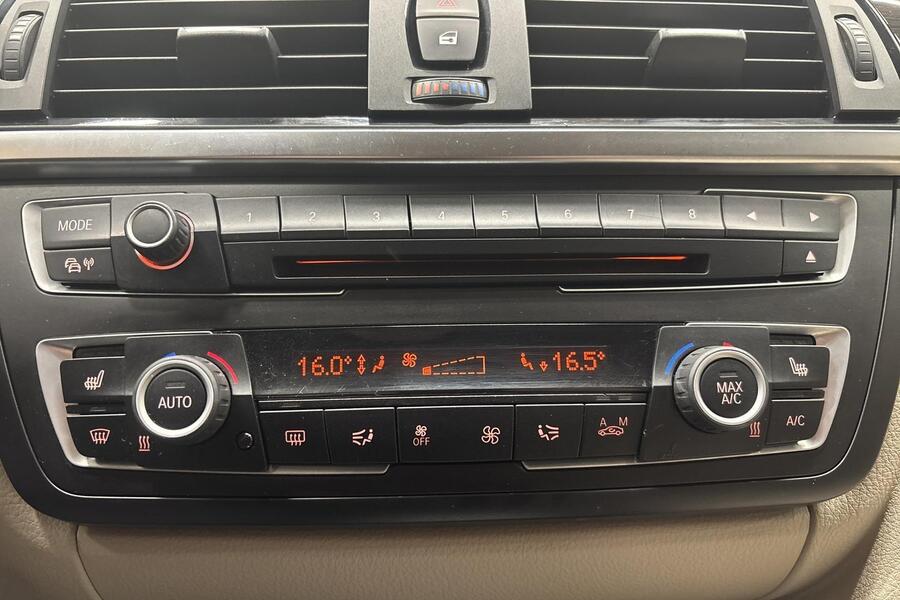 MODE
1 2 3 4 5 6 7 8
16.0° 16.5°
AUTO
MAX
A/C
OFF
A M
A/C